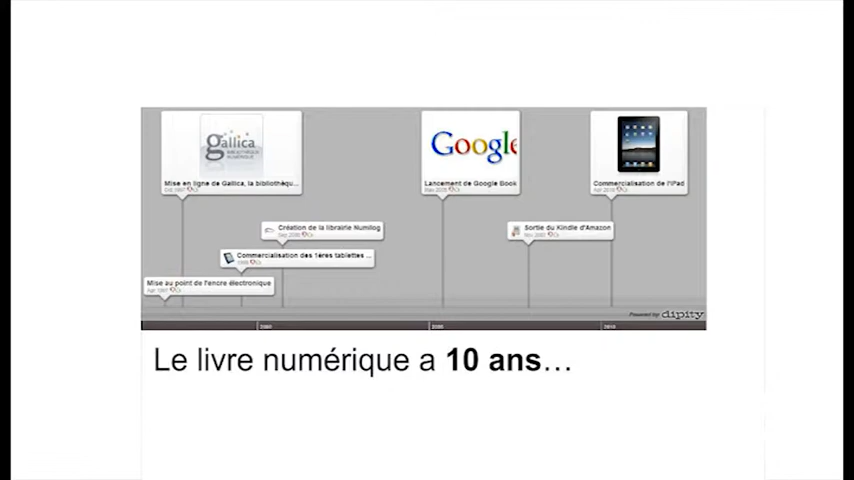 gallica
BIBLIOTHÈQUE
NUMÉRIQUE
Mise en ligne de Gallica, la bibliothèqu...
Google
Lancement de Google Book
Commercialisation de l'iPad
Création de la librairie Numilog
Sortie du Kindle d'Amazon
Commercialisation des 1ères tablettes ...
Mise au point de l'encre électronique
Powered by dipity
2000
2005
2010
Le livre numérique a 10 ans…